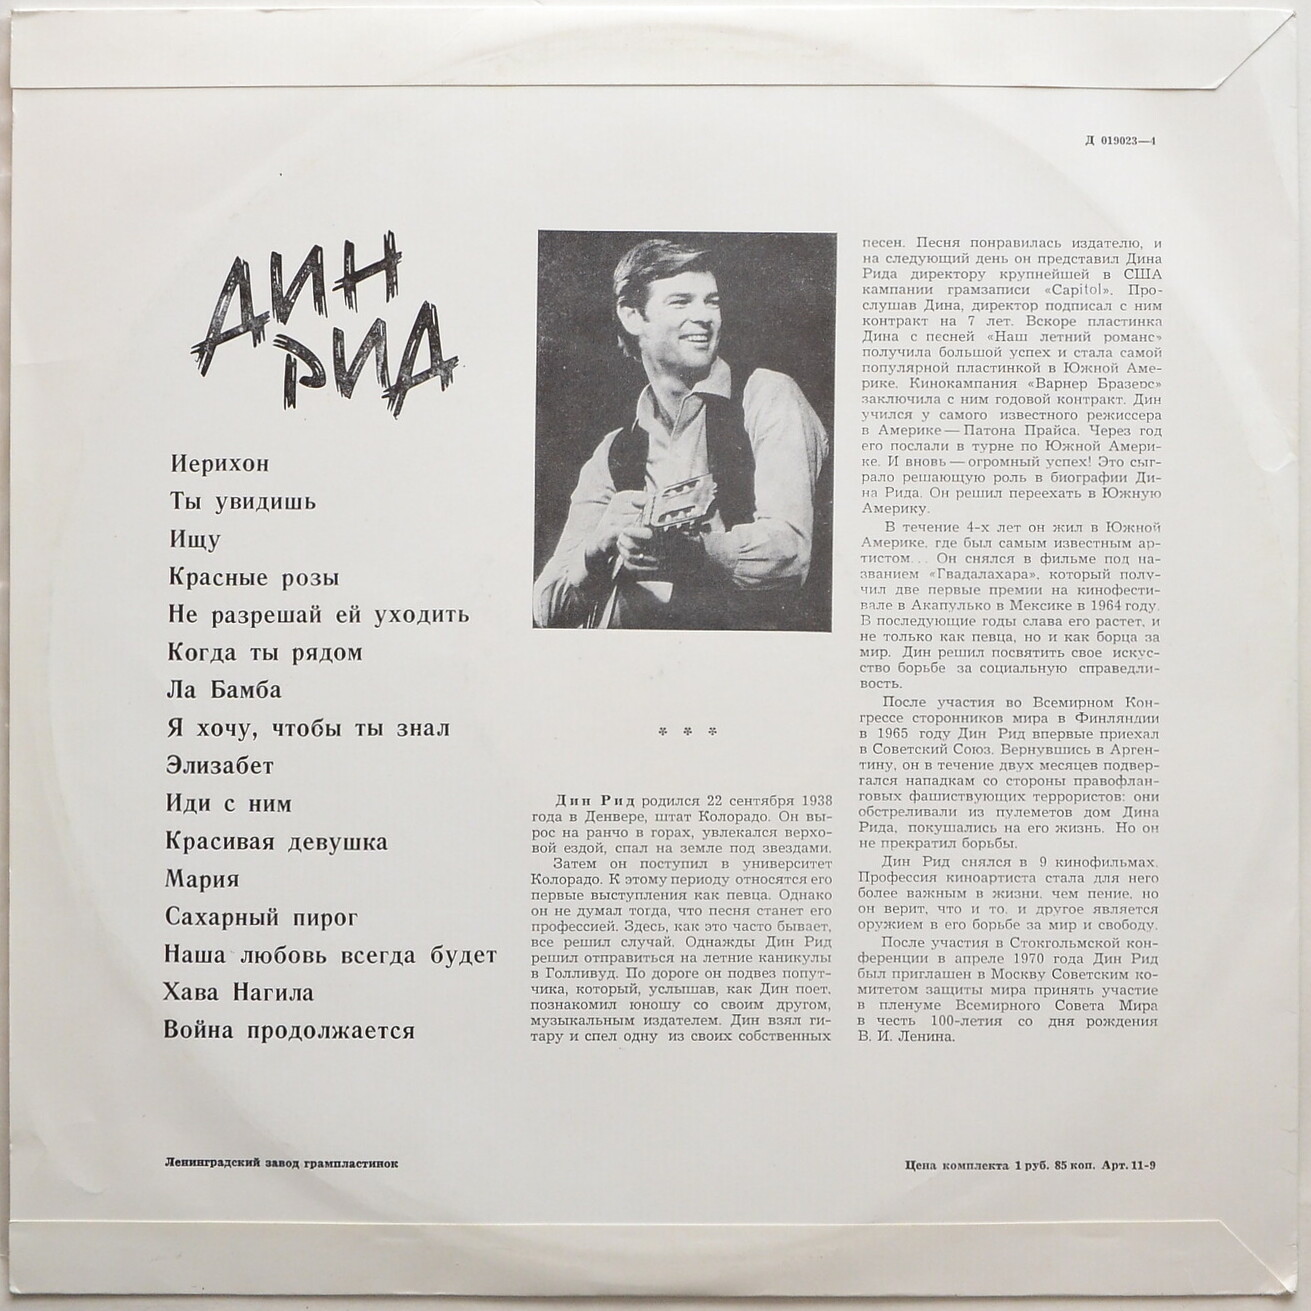 Д 019023—4
ДИН
РИД
Иерихон
Ты увидишь
Ищу
Красные розы
Не разрешай ей уходить
Когда ты рядом
Ла Бамба
Я хочу, чтобы ты знал
Элизабет
Иди с ним
Красивая девушка
Мария
Сахарный пирог
Наша любовь всегда будет
Хава Нагила
Война продолжается
* * *
Дин Рид родился 22 сентября 1938
года в Денвере, штат Колорадо. Он вы-
рос на ранчо в горах, увлекался верхо-
вой ездой, спал на земле под звездами.
Затем он поступил в университет
Колорадо. К этому периоду относятся его
первые выступления как певца. Однако
он не думал тогда, что песня станет его
профессией. Здесь, как это часто бывает,
все решил случай. Однажды Дин Рид
решил отправиться на летние каникулы
в Голливуд. По дороге он подвез попут-
чика, который, услышав, как Дин поет,
познакомил юношу со своим другом,
музыкальным издателем. Дин взял ги-
тару и спел одну из своих собственных
песен. Песня понравилась издателю, и
на следующий день он представил Дина
Рида директору крупнейшей в США
кампании грамзаписи «Capitol». Про-
слушав Дина, директор подписал с ним
контракт на 7 лет. Вскоре пластинка
Дина с песней «Наш летний романс»
получила большой успех и стала самой
популярной пластинкой в Южной Аме-
рике. Кинокампания «Варнер Бразерс»
заключила с ним годовой контракт. Дин
учился у самого известного режиссера
в Америке — Патона Прайса. Через год
его послали в турне по Южной Амери-
ке. И вновь — огромный успех! Это сыг-
рало решающую роль в биографии Ди-
на Рида. Он решил переехать в Южную
Америку.
В течение 4-х лет он жил в Южной
Америке, где был самым известным ар-
тистом... Он снялся в фильме под на-
званием «Гвадалахара», который полу-
чил две первые премии на кинофести-
вале в Акапулько в Мексике в 1964 году.
В последующие годы слава его растет, и
не только как певца, но и как борца за
мир. Дин решил посвятить свое искус-
ство борьбе за социальную справедли-
вость.
После участия во Всемирном Кон-
грессе сторонников мира в Финляндии
в 1965 году Дин Рид впервые приехал
в Советский Союз. Вернувшись в Арген-
тину, он в течение двух месяцев подвер-
гался нападкам со стороны правофлан-
говых фашиствующих террористов: они
обстреливали из пулеметов дом Дина
Рида, покушались на его жизнь. Но он
не прекратил борьбы.
Дин Рид снялся в 9 кинофильмах.
Профессия киноартиста стала для него
более важным в жизни, чем пение, но
он верит, что и то, и другое является
оружием в его борьбе за мир и свободу.
После участия в Стокгольмской кон-
ференции в апреле 1970 года Дин Рид
был приглашен в Москву Советским ко-
митетом защиты мира принять участие
в пленуме Всемирного Совета Мира
в честь 100-летия со дня рождения
В. И. Ленина.
Ленинградский завод грампластинок
Цена комплекта 1 руб. 85 коп. Арт. 11-9